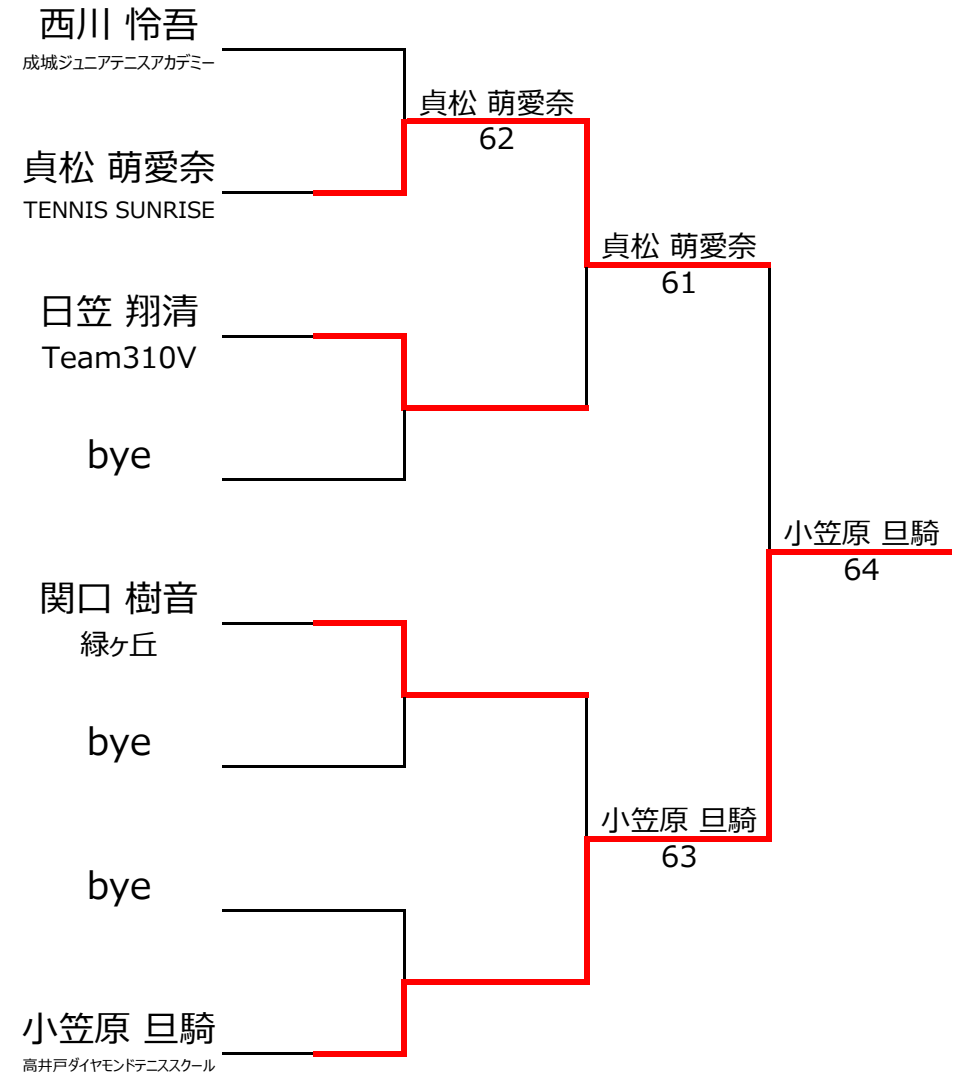 西川 怜吾
成城ジュニアテニスアカデミー
貞松 萌愛奈
62
貞松 萌愛奈
TENNIS SUNRISE
貞松 萌愛奈
61
日笠 翔清
Team310V
bye
小笠原 旦騎
64
関口 樹音
緑ヶ丘
bye
小笠原 旦騎
63
bye
小笠原 旦騎
高井戸ダイヤモンドテニススクール